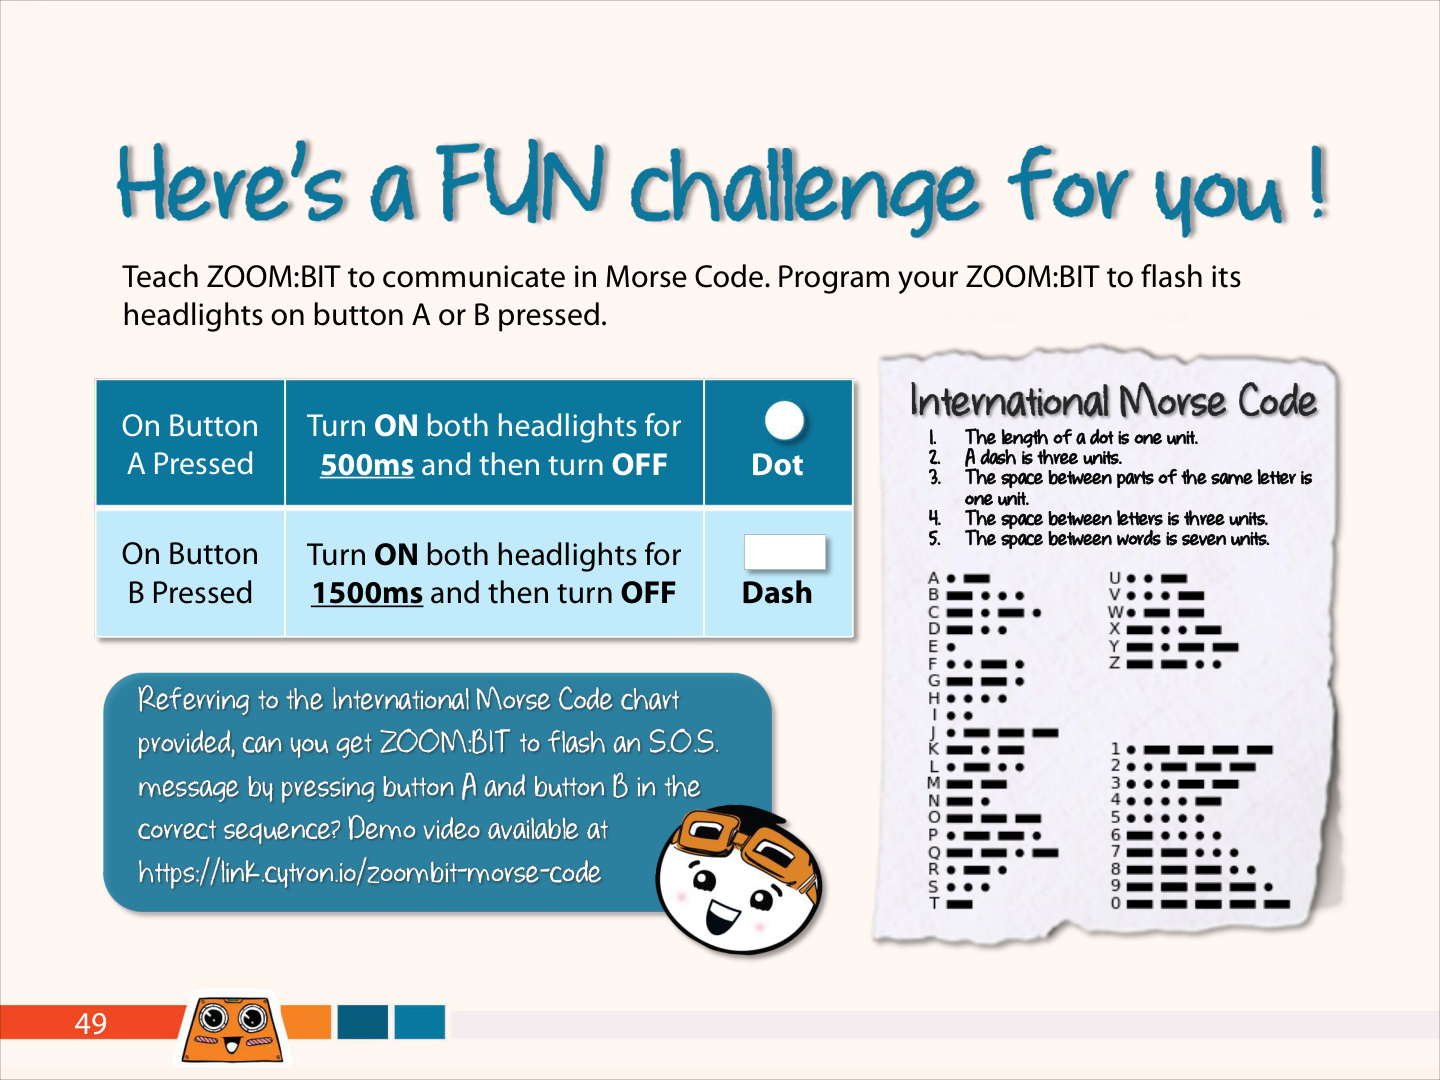 Here's a FUN challenge for you !
Teach ZOOM:BIT to communicate in Morse Code. Program your ZOOM:BIT to flash its
headlights on button A or B pressed.
On Button
A Pressed
Turn ON both headlights for
500ms and then turn OFF
Dot
On Button
B Pressed
Turn ON both headlights for
1500ms and then turn OFF
Dash
Referring to the International Morse Code chart
provided, can you get ZOOM:BIT to flash an S.O.S.
message by pressing button A and button B in the
correct sequence? Demo video available at
https://link.cytron.io/zoombit-morse-code
International Morse Code
1. The length of a dot is one unit.
2. A dash is three units.
3. The space between parts of the same letter is
one unit.
4. The space between letters is three units.
5. The space between words is seven units.
A
B
C
D
E
F
G
H
I
J
K
L
M
N
O
P
Q
R
S
T
U
V
W
X
Y
Z
1
2
3
4
5
6
7
8
9
0
49